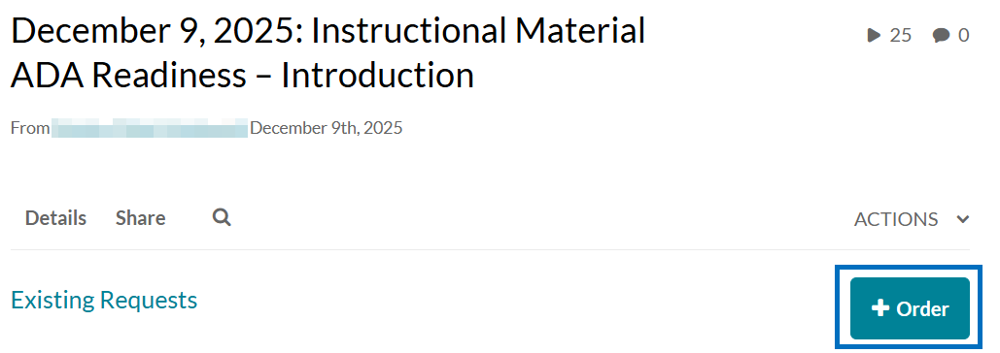 December 9, 2025: Instructional Material
ADA Readiness – Introduction
25
0
From December 9th, 2025
Details
Share
ACTIONS
Existing Requests
Order